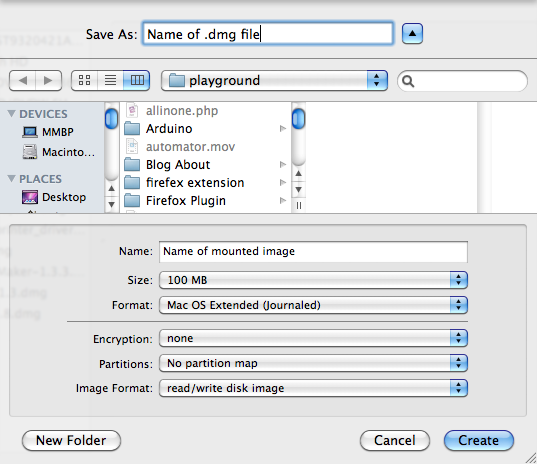 Save As: Name of .dmg file
playground
DEVICES
MMBP
Macinto...
PLACES
Desktop
allinone.php
Arduino
automator.mov
Blog About
firefex extension
Firefox Plugin
Name: Name of mounted image
Size: 100 MB
Format: Mac OS Extended (Journaled)
Encryption: none
Partitions: No partition map
Image Format: read/write disk image
New Folder
Cancel
Create